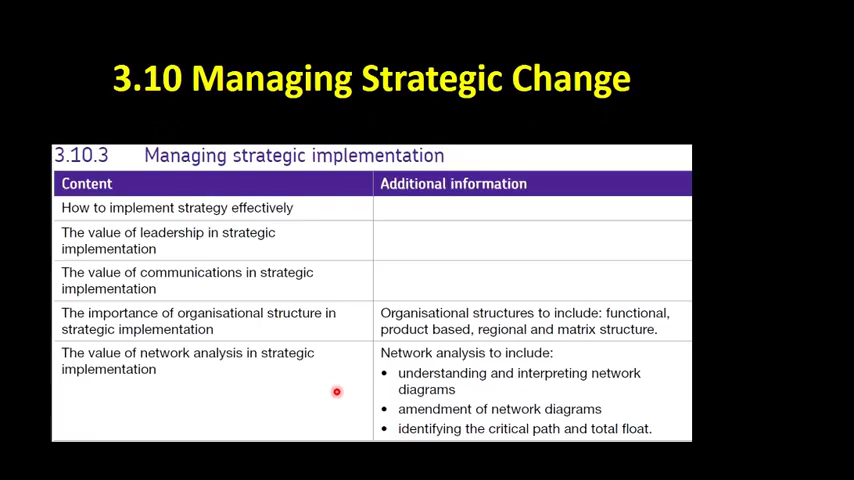 3.10 Managing Strategic Change
3.10.3 Managing strategic implementation
Content Additional information
How to implement strategy effectively
The value of leadership in strategic
implementation
The value of communications in strategic
implementation
The importance of organisational structure in
strategic implementation
Organisational structures to include: functional,
product based, regional and matrix structure.
The value of network analysis in strategic
implementation
Network analysis to include:
• understanding and interpreting network
diagrams
• amendment of network diagrams
• identifying the critical path and total float.